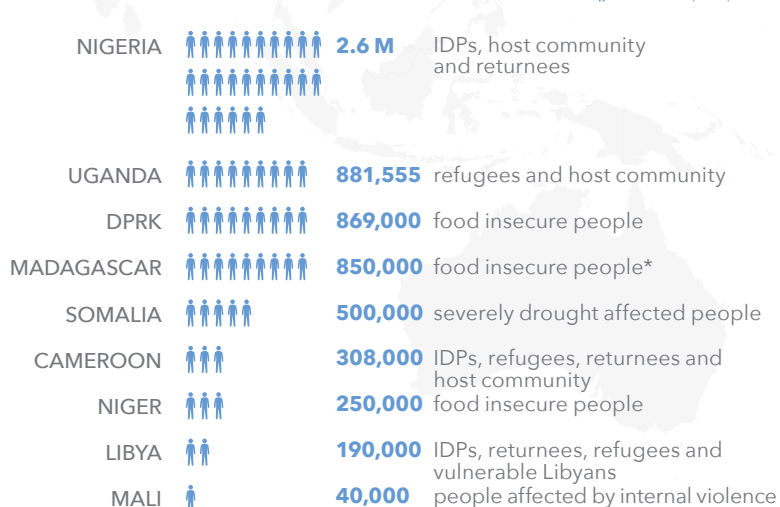 NIGERIA 2.6 M IDPs, host community
and returnees
UGANDA 881,555 refugees and host community
DPRK 869,000 food insecure people
MADAGASCAR 850,000 food insecure people*
SOMALIA 500,000 severely drought affected people
CAMEROON 308,000 IDPs, refugees, returnees and
host community
NIGER 250,000 food insecure people
LIBYA 190,000 IDPs, returnees, refugees and
vulnerable Libyans
MALI 40,000 people affected by internal violence